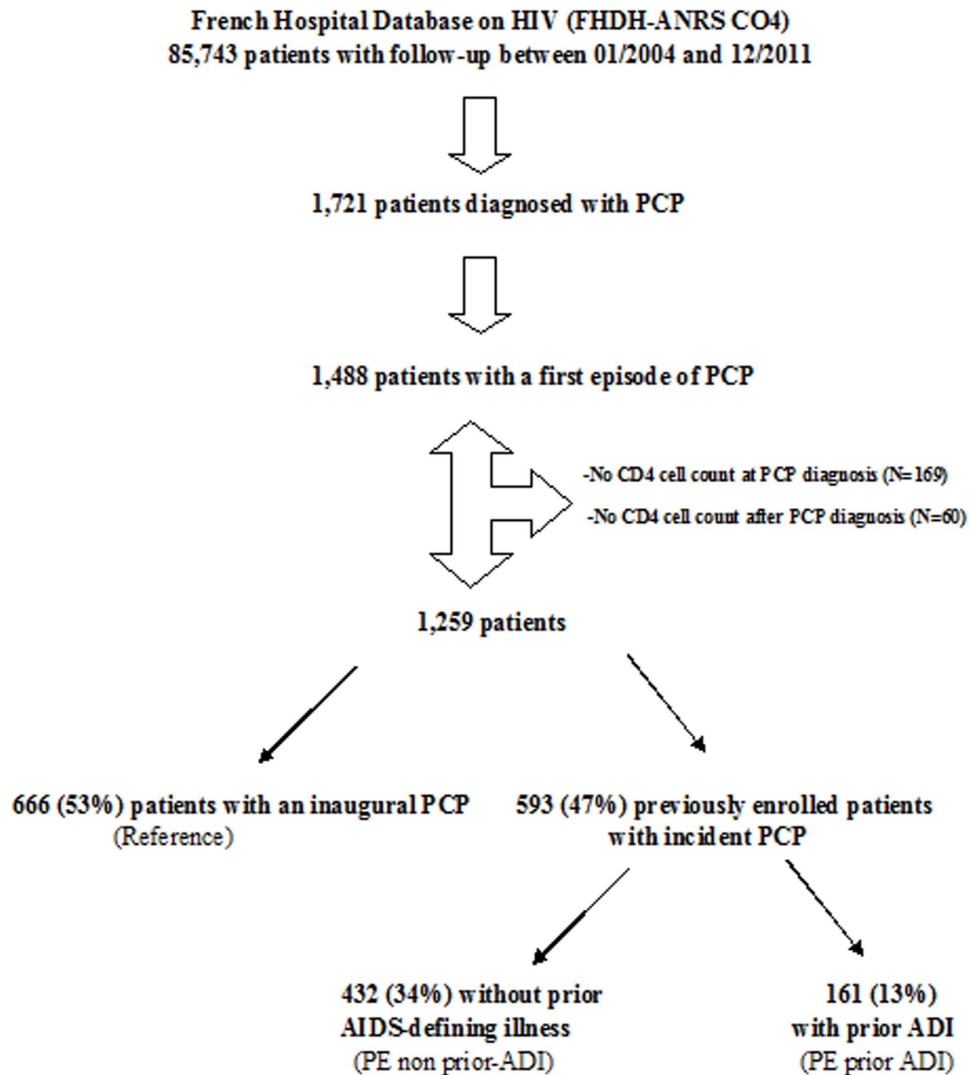 French Hospital Database on HIV (FHDH-ANRS CO4)
85,743 patients with follow-up between 01/2004 and 12/2011
1,721 patients diagnosed with PCP
1,488 patients with a first episode of PCP
-No CD4 cell count at PCP diagnosis (N=169)
-No CD4 cell count after PCP diagnosis (N=60)
1,259 patients
666 (53%) patients with an inaugural PCP
(Reference)
593 (47%) previously enrolled patients
with incident PCP
432 (34%) without prior
AIDS-defining illness
(PE non prior-ADI)
161 (13%)
with prior ADI
(PE prior ADI)